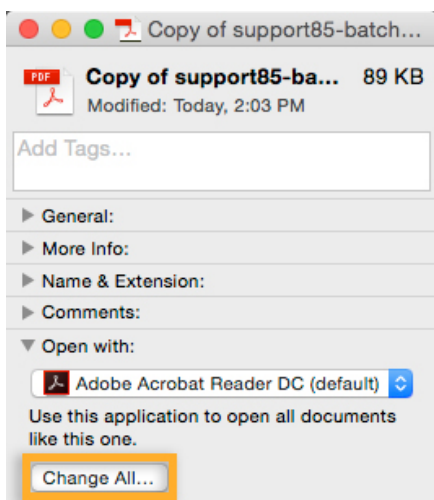 Copy of support85-batch...
PDF
Copy of support85-ba... 89 KB
Modified: Today, 2:03 PM
Add Tags...
General:
More Info:
Name & Extension:
Comments:
Open with:
Adobe Acrobat Reader DC (default)
Use this application to open all documents
like this one.
Change All...